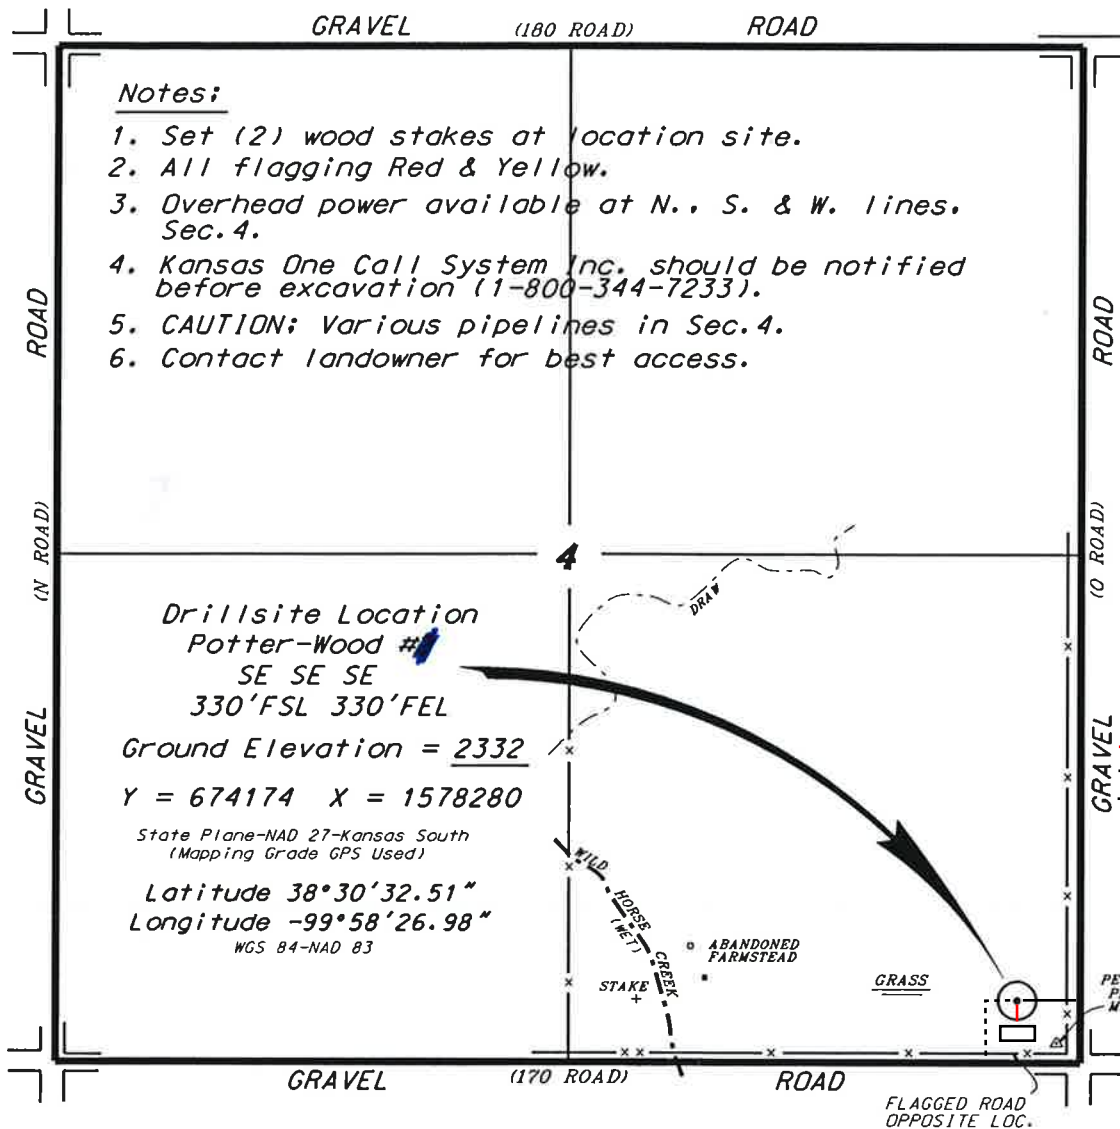 GRAVEL (180 ROAD) ROAD
Notes:
1. Set (2) wood stakes at location site.
2. All flagging Red & Yellow.
3. Overhead power available at N., S. & W. lines,
Sec.4.
4. Kansas One Call System Inc. should be notified
before excavation (1-800-344-7233).
5. CAUTION: Various pipelines in Sec.4.
6. Contact landowner for best access.
ROAD
(N ROAD)
GRAVEL
ROAD
(O ROAD)
GRAVEL
4
DRAW
Drillsite Location
Potter-Wood #
SE SE SE
330'FSL 330'FEL
Ground Elevation = 2332
Y = 674174 X = 1578280
State Plane-NAD 27-Kansas South
(Mapping Grade GPS Used)
Latitude 38°30'32.51"
Longitude -99°58'26.98"
WGS 84-NAD 83
WILD HORSE CREEK
(WET)
ABANDONED
FARMSTEAD
STAKE
GRASS
PE
P
M
GRAVEL (170 ROAD) ROAD
FLAGGED ROAD
OPPOSITE LOC.